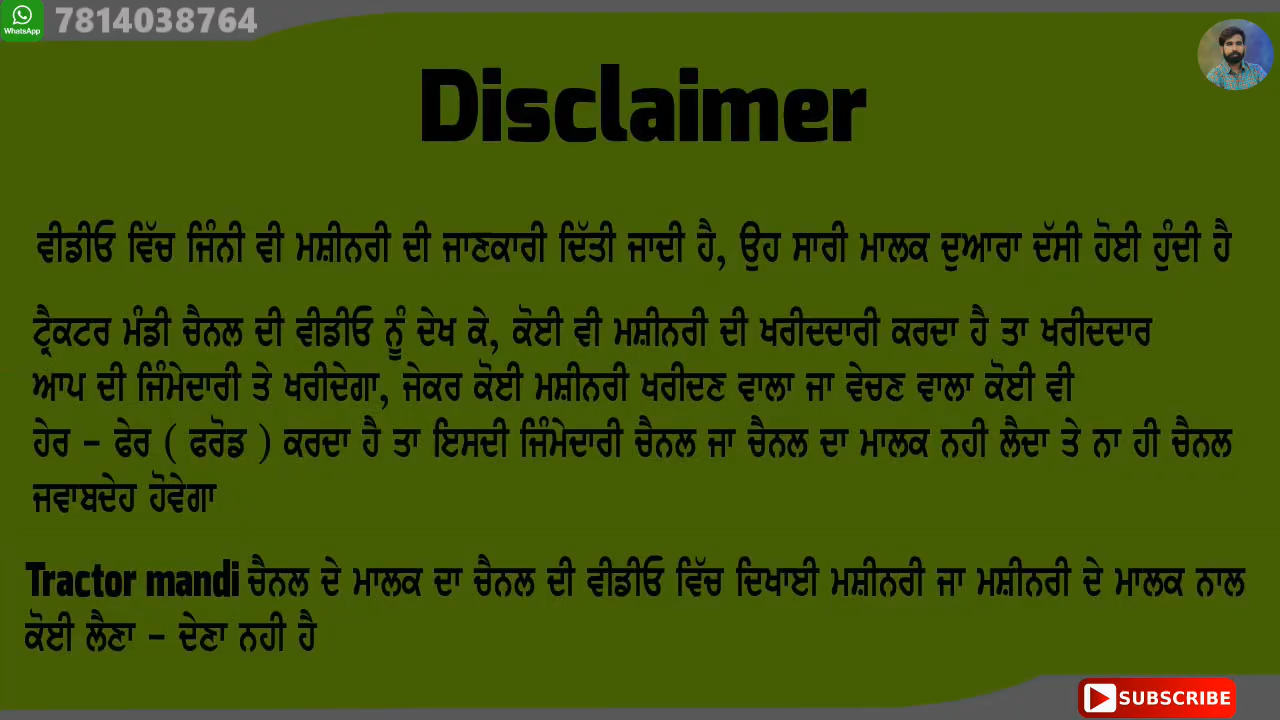 WhatsApp 7814038764
Disclaimer
ਵੀਡੀਓ ਵਿੱਚ ਜਿੰਨੀ ਵੀ ਮਸ਼ੀਨਰੀ ਦੀ ਜਾਣਕਾਰੀ ਦਿੱਤੀ ਜਾਦੀ ਹੈ, ਉਹ ਸਾਰੀ ਮਾਲਕ ਦੁਆਰਾ ਦੱਸੀ ਹੋਈ ਹੁੰਦੀ ਹੈ
ਟ੍ਰੈਕਟਰ ਮੰਡੀ ਚੈਨਲ ਦੀ ਵੀਡੀਓ ਨੂੰ ਦੇਖ ਕੇ, ਕੋਈ ਵੀ ਮਸ਼ੀਨਰੀ ਦੀ ਖਰੀਦਦਾਰੀ ਕਰਦਾ ਹੈ ਤਾ ਖਰੀਦਦਾਰ
ਆਪ ਦੀ ਜਿੰਮੇਦਾਰੀ ਤੇ ਖਰੀਦੇਗਾ, ਜੇਕਰ ਕੋਈ ਮਸ਼ੀਨਰੀ ਖਰੀਦਣ ਵਾਲਾ ਜਾ ਵੇਚਣ ਵਾਲਾ ਕੋਈ ਵੀ
ਹੇਰ - ਫੇਰ ( ਫਰੋਡ ) ਕਰਦਾ ਹੈ ਤਾ ਇਸਦੀ ਜਿੰਮੇਦਾਰੀ ਚੈਨਲ ਜਾ ਚੈਨਲ ਦਾ ਮਾਲਕ ਨਹੀ ਲੈਦਾ ਤੇ ਨਾ ਹੀ ਚੈਨਲ
ਜਵਾਬਦੇਹ ਹੋਵੇਗਾ
Tractor mandi ਚੈਨਲ ਦੇ ਮਾਲਕ ਦਾ ਚੈਨਲ ਦੀ ਵੀਡੀਓ ਵਿੱਚ ਦਿਖਾਈ ਮਸ਼ੀਨਰੀ ਜਾ ਮਸ਼ੀਨਰੀ ਦੇ ਮਾਲਕ ਨਾਲ
ਕੋਈ ਲੈਣਾ - ਦੇਣਾ ਨਹੀ ਹੈ
SUBSCRIBE